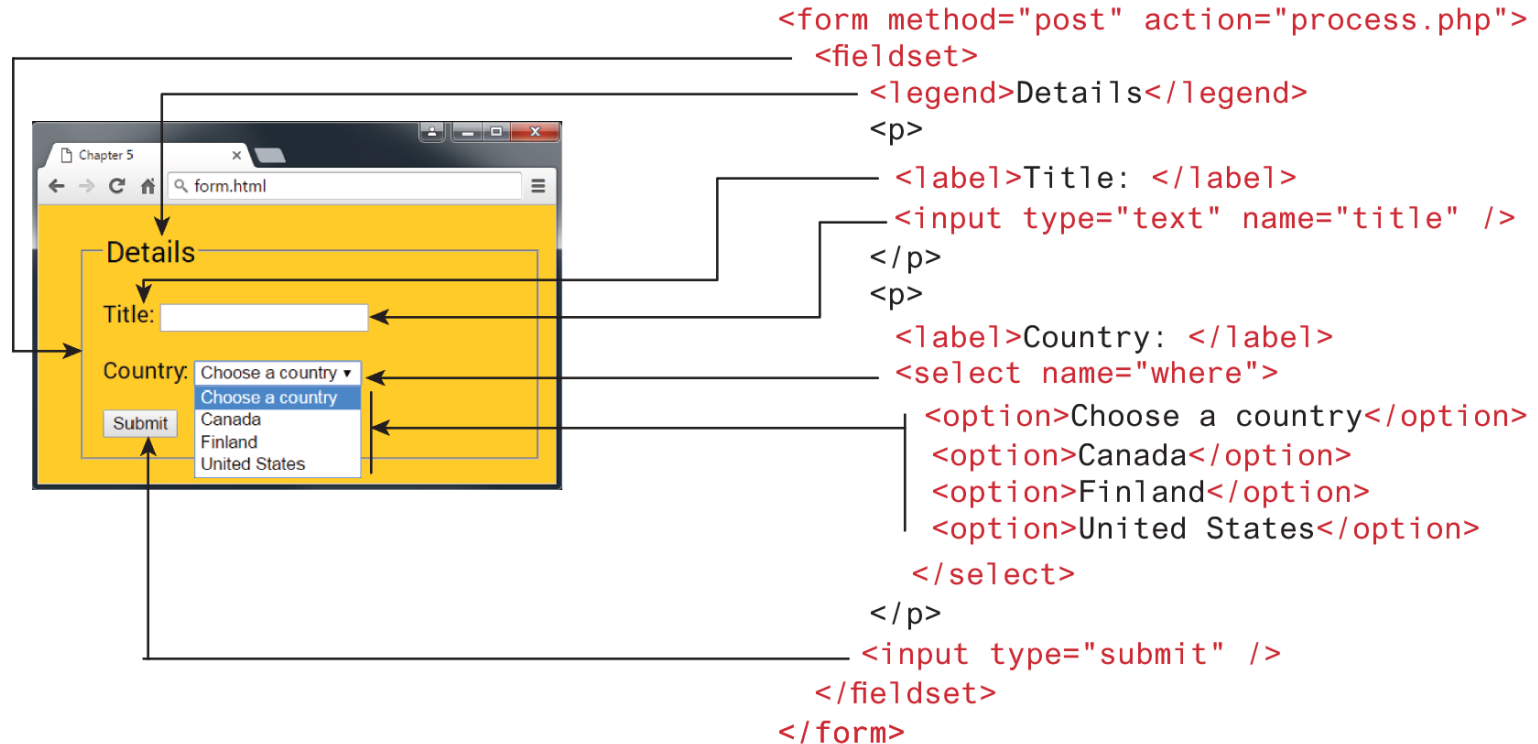 <form method="post" action="process.php">
<fieldset>
<legend>Details</legend>
<p>
<label>Title: </label>
<input type="text" name="title" />
</p>
<p>
<label>Country: </label>
<select name="where">
<option>Choose a country</option>
<option>Canada</option>
<option>Finland</option>
<option>United States</option>
</select>
</p>
<input type="submit" />
</fieldset>
</form>
Chapter 5
form.html
Details
Title:
Country: Choose a country
Choose a country
Canada
Finland
United States
Submit